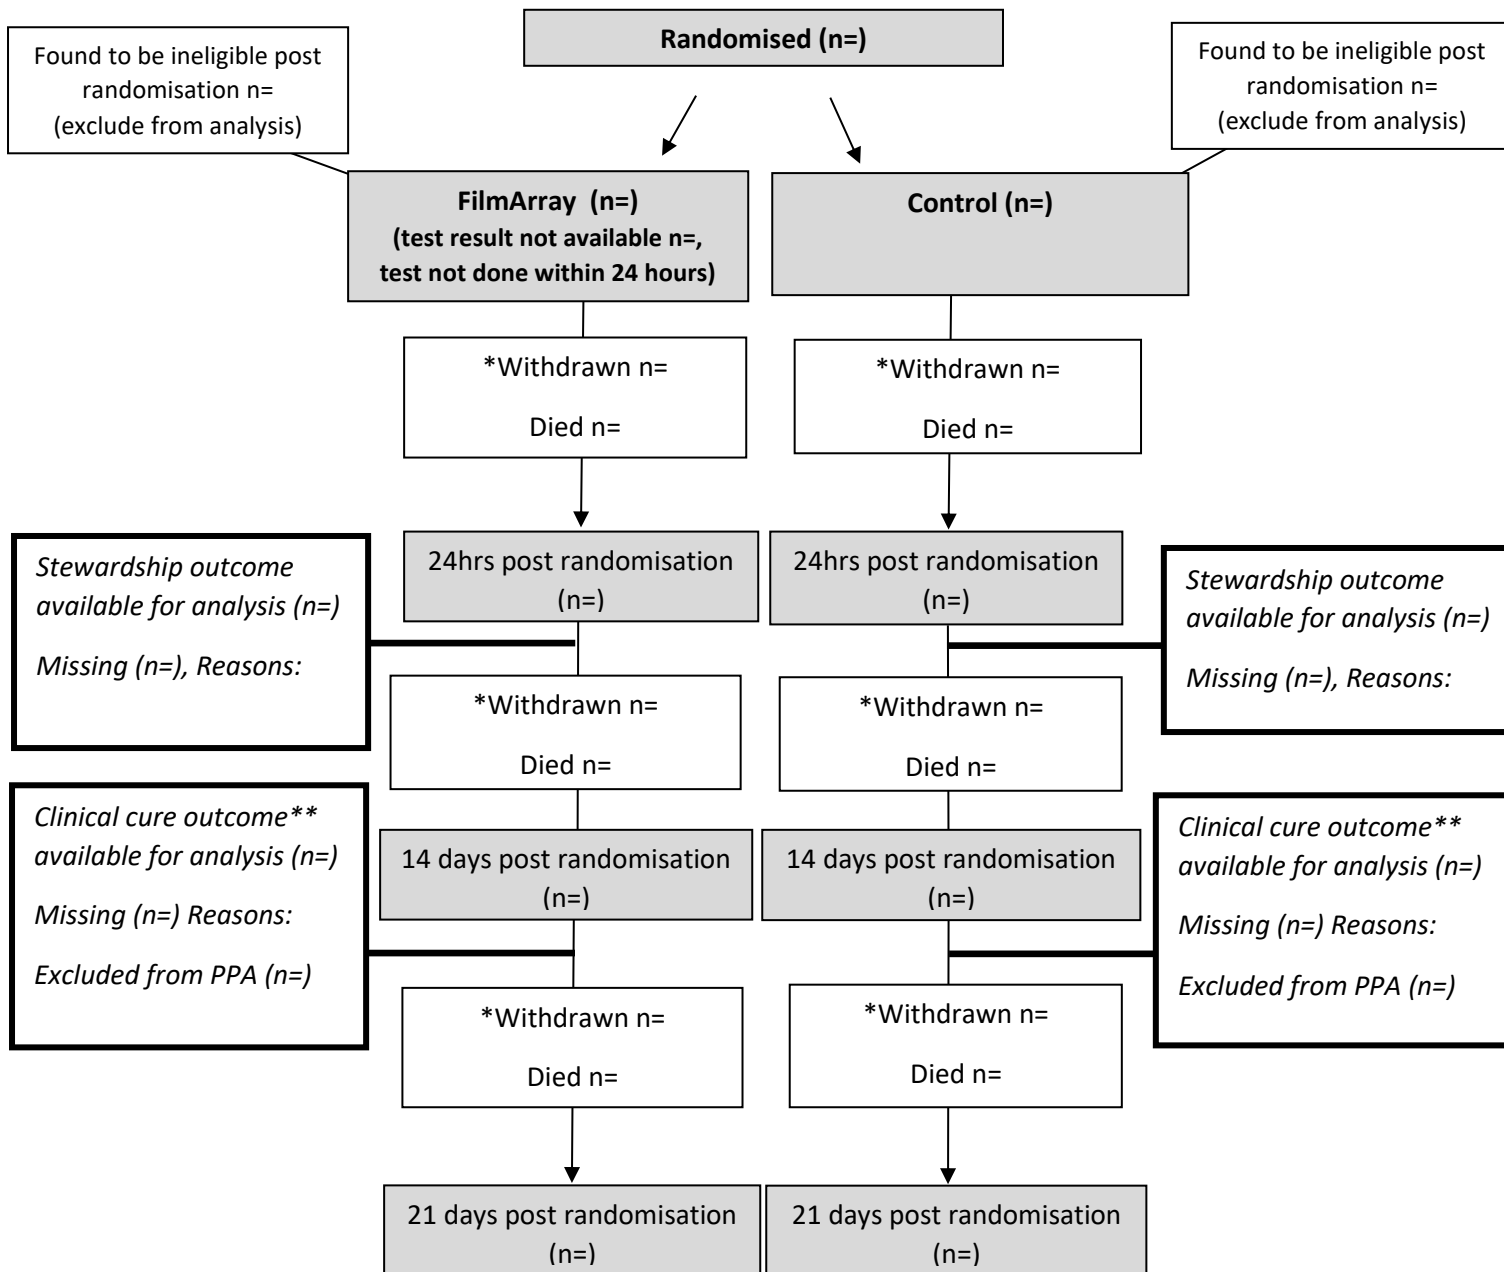 Randomised (n=)
Found to be ineligible post
randomisation n=
(exclude from analysis)
Found to be ineligible post
randomisation n=
(exclude from analysis)
FilmArray (n=)
(test result not available n=,
test not done within 24 hours)
Control (n=)
*Withdrawn n=
Died n=
*Withdrawn n=
Died n=
24hrs post randomisation
(n=)
24hrs post randomisation
(n=)
Stewardship outcome
available for analysis (n=)
Missing (n=), Reasons:
Stewardship outcome
available for analysis (n=)
Missing (n=), Reasons:
*Withdrawn n=
Died n=
*Withdrawn n=
Died n=
Clinical cure outcome**
available for analysis (n=)
Missing (n=) Reasons:
Excluded from PPA (n=)
14 days post randomisation
(n=)
14 days post randomisation
(n=)
Clinical cure outcome**
available for analysis (n=)
Missing (n=) Reasons:
Excluded from PPA (n=)
*Withdrawn n=
Died n=
*Withdrawn n=
Died n=
21 days post randomisation
(n=)
21 days post randomisation
(n=)